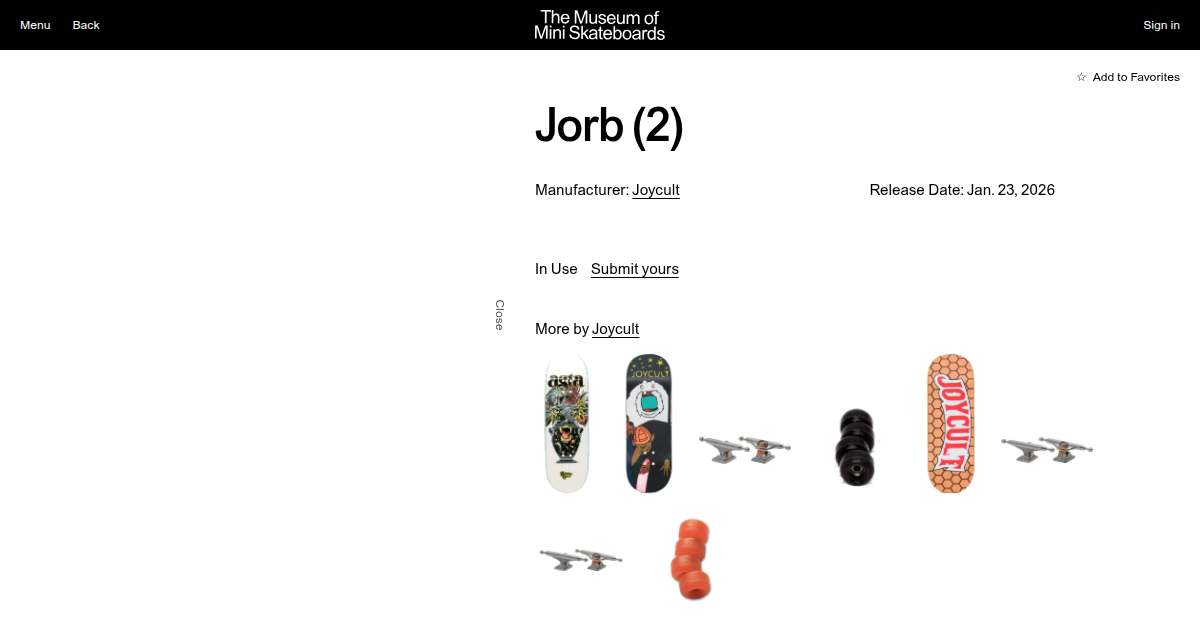 Menu
Back
The Museum of
Mini Skateboards
Sign in
☆ Add to Favorites
Jorb (2)
Manufacturer: Joycult
Release Date: Jan. 23, 2026
In Use
Submit yours
Close
More by Joycult
asta
JOYCULT
JOYCULT